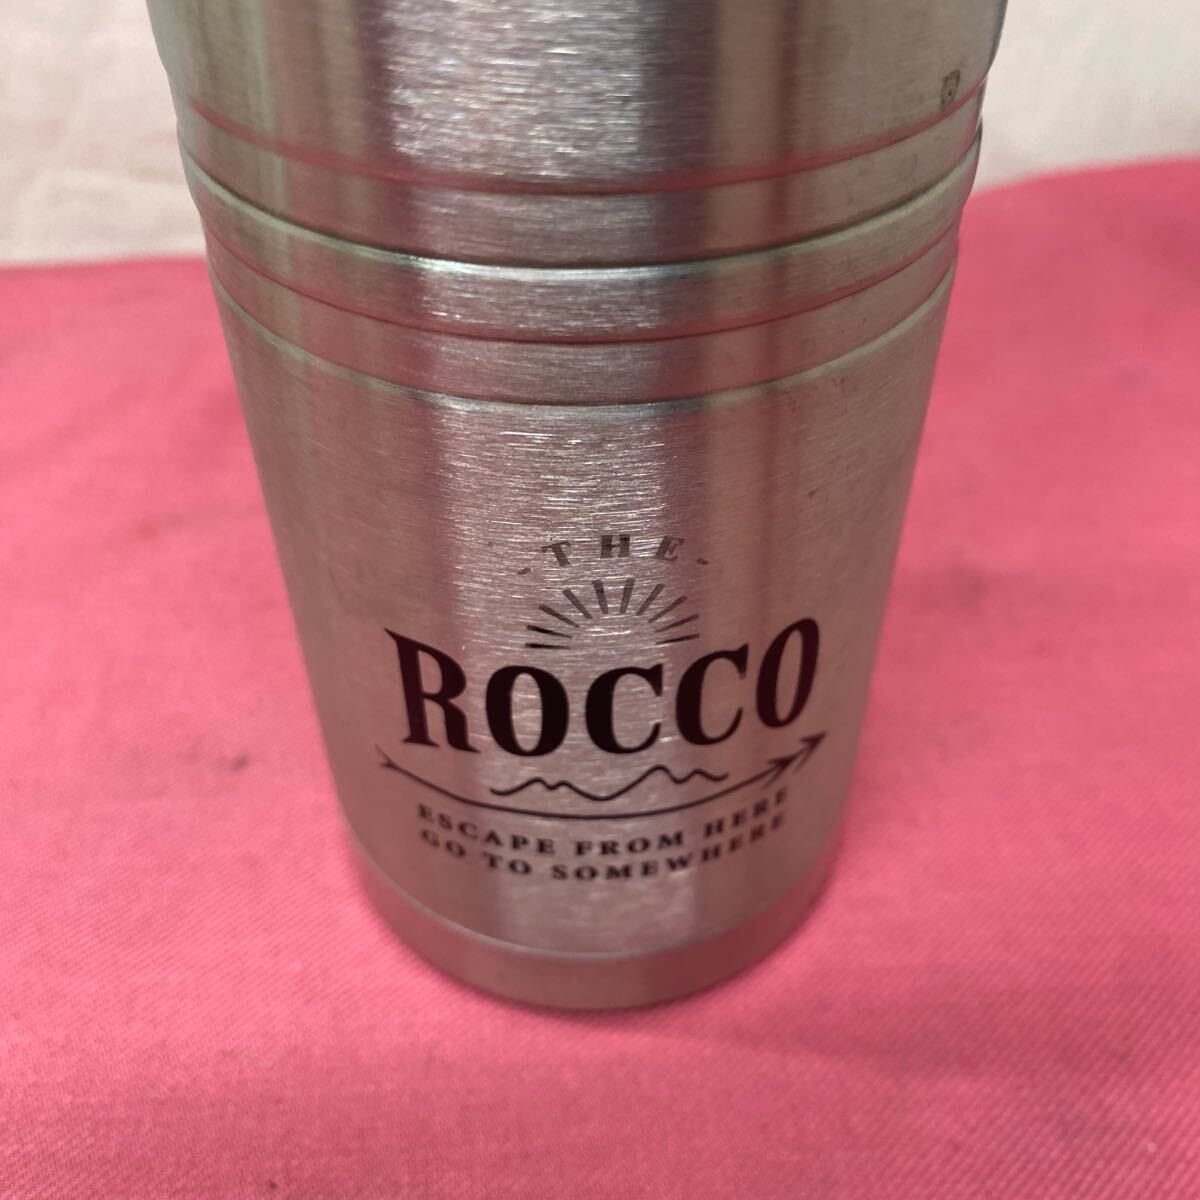 THE
ROCCO
ESCAPE FROM HERE
GO TO SOMEWHERE